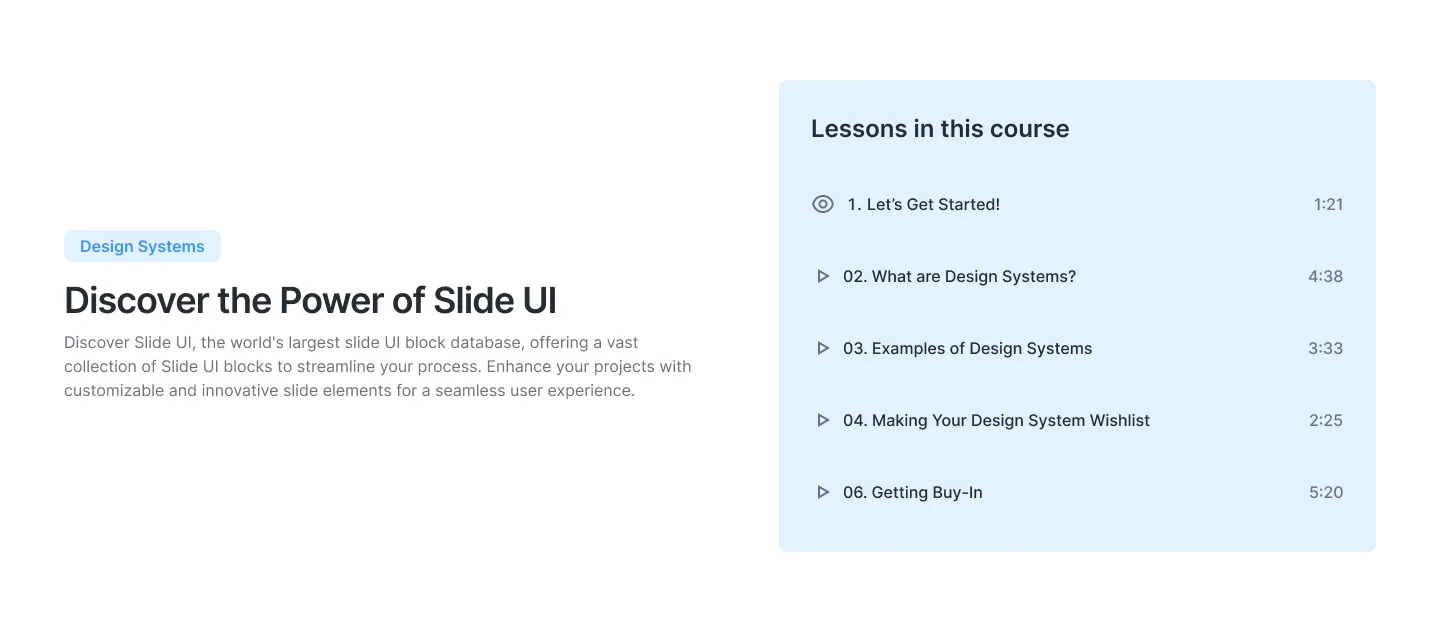 Design Systems
Discover the Power of Slide UI
Discover Slide UI, the world's largest slide UI block database, offering a vast
collection of Slide UI blocks to streamline your process. Enhance your projects with
customizable and innovative slide elements for a seamless user experience.
Lessons in this course
1. Let’s Get Started! 1:21
02. What are Design Systems? 4:38
03. Examples of Design Systems 3:33
04. Making Your Design System Wishlist 2:25
06. Getting Buy-In 5:20